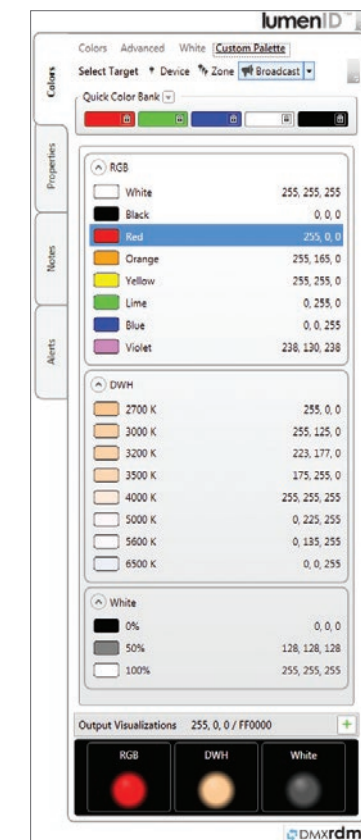 lumenID
Colors Advanced White Custom Palette
Select Target Device Zone Broadcast
Quick Color Bank
Colors
Properties
Notes
Alerts
RGB
White 255, 255, 255
Black 0, 0, 0
Red 255, 0, 0
Orange 255, 165, 0
Yellow 255, 255, 0
Lime 0, 255, 0
Blue 0, 0, 255
Violet 238, 130, 238
DWH
2700 K 255, 0, 0
3000 K 255, 125, 0
3200 K 223, 177, 0
3500 K 175, 255, 0
4000 K 255, 255, 255
5000 K 0, 225, 255
5600 K 0, 135, 255
6500 K 0, 0, 255
White
0% 0, 0, 0
50% 128, 128, 128
100% 255, 255, 255
Output Visualizations 255, 0, 0 / FF0000
RGB DWH White
DMXrdm